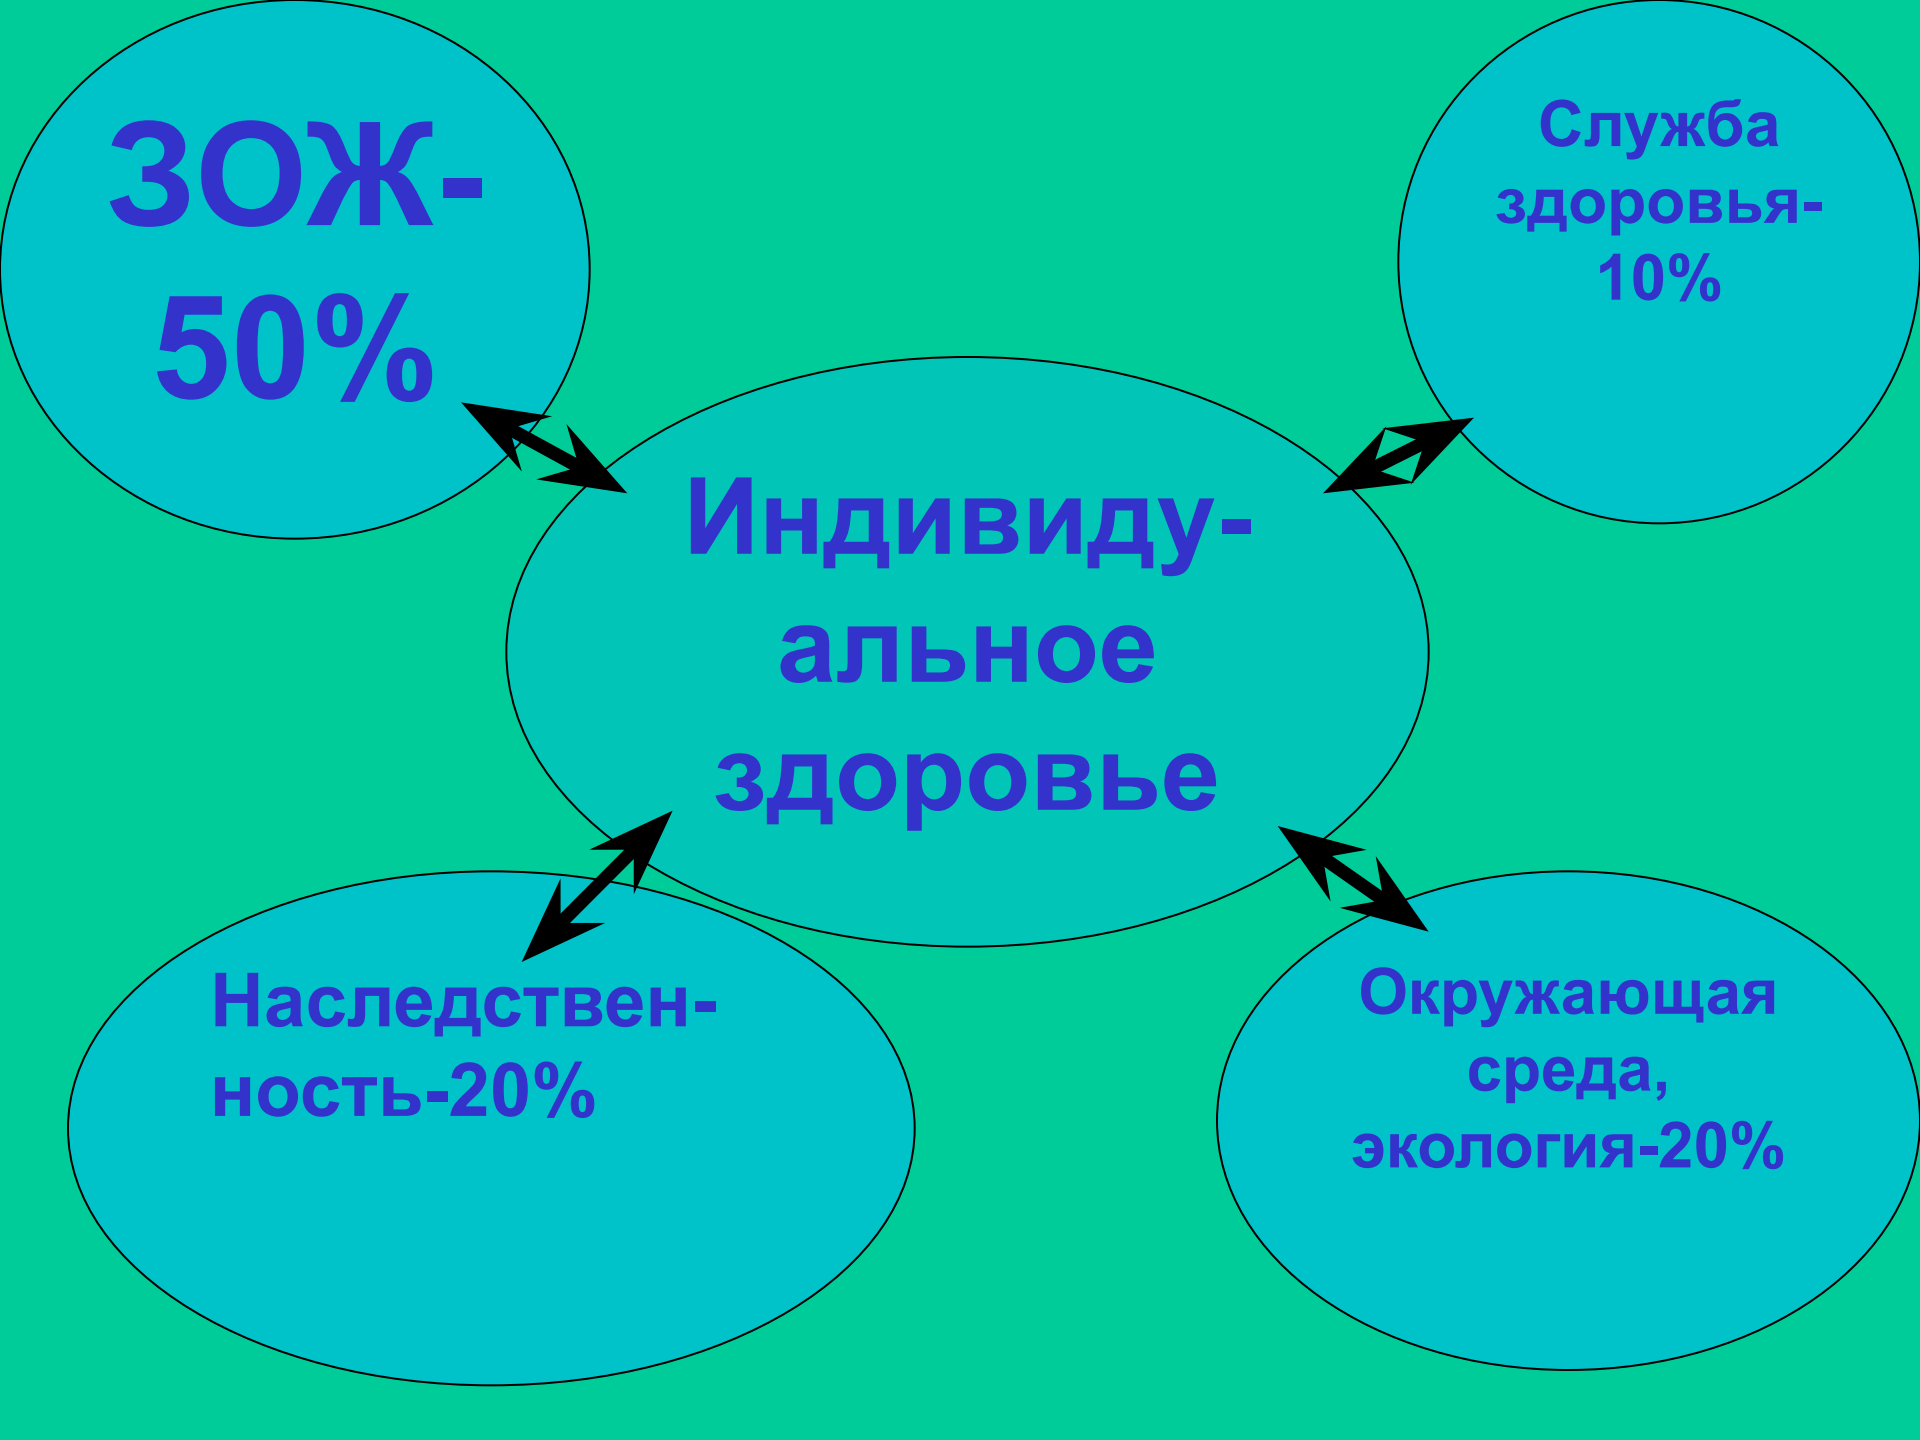 ЗОЖ-
50%
Служба
здоровья-
10%
Индивиду-
альное
здоровье
Наследствен-
ность-20%
Окружающая
среда,
экология-20%